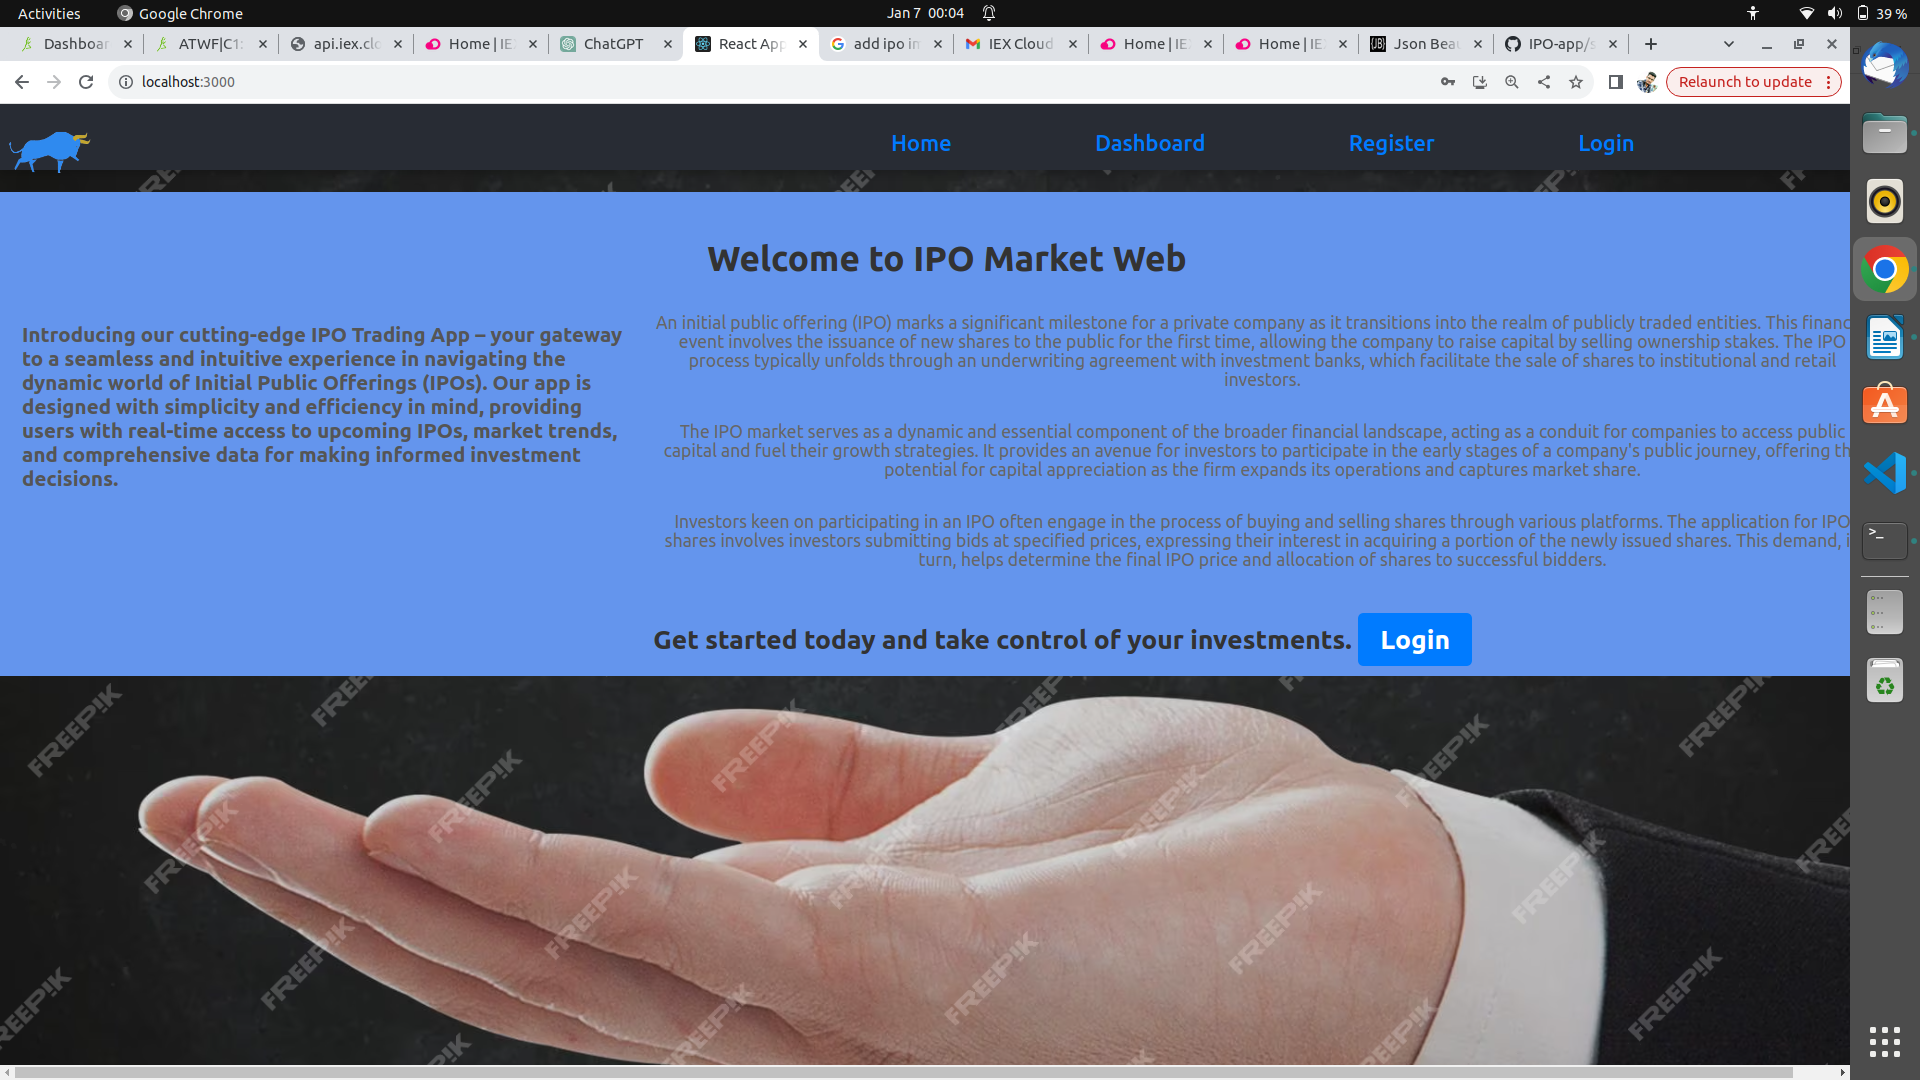 Activities
Google Chrome
Jan 7 00:04
39 %
Dashboar
ATWF|C1:
api.iex.clo
Home | IE
ChatGPT
React App
add ipo in
IEX Cloud
Home | IE
Home | IE
Json Beau
IPO-app/s
localhost:3000
Relaunch to update
Home
Dashboard
Register
Login
Welcome to IPO Market Web
Introducing our cutting-edge IPO Trading App – your gateway
to a seamless and intuitive experience in navigating the
dynamic world of Initial Public Offerings (IPOs). Our app is
designed with simplicity and efficiency in mind, providing
users with real-time access to upcoming IPOs, market trends,
and comprehensive data for making informed investment
decisions.
An initial public offering (IPO) marks a significant milestone for a private company as it transitions into the realm of publicly traded entities. This financ
event involves the issuance of new shares to the public for the first time, allowing the company to raise capital by selling ownership stakes. The IPO
process typically unfolds through an underwriting agreement with investment banks, which facilitate the sale of shares to institutional and retail
investors.
The IPO market serves as a dynamic and essential component of the broader financial landscape, acting as a conduit for companies to access public
capital and fuel their growth strategies. It provides an avenue for investors to participate in the early stages of a company's public journey, offering th
potential for capital appreciation as the firm expands its operations and captures market share.
Investors keen on participating in an IPO often engage in the process of buying and selling shares through various platforms. The application for IPO
shares involves investors submitting bids at specified prices, expressing their interest in acquiring a portion of the newly issued shares. This demand, i
turn, helps determine the final IPO price and allocation of shares to successful bidders.
Get started today and take control of your investments.
Login
FREEPIK